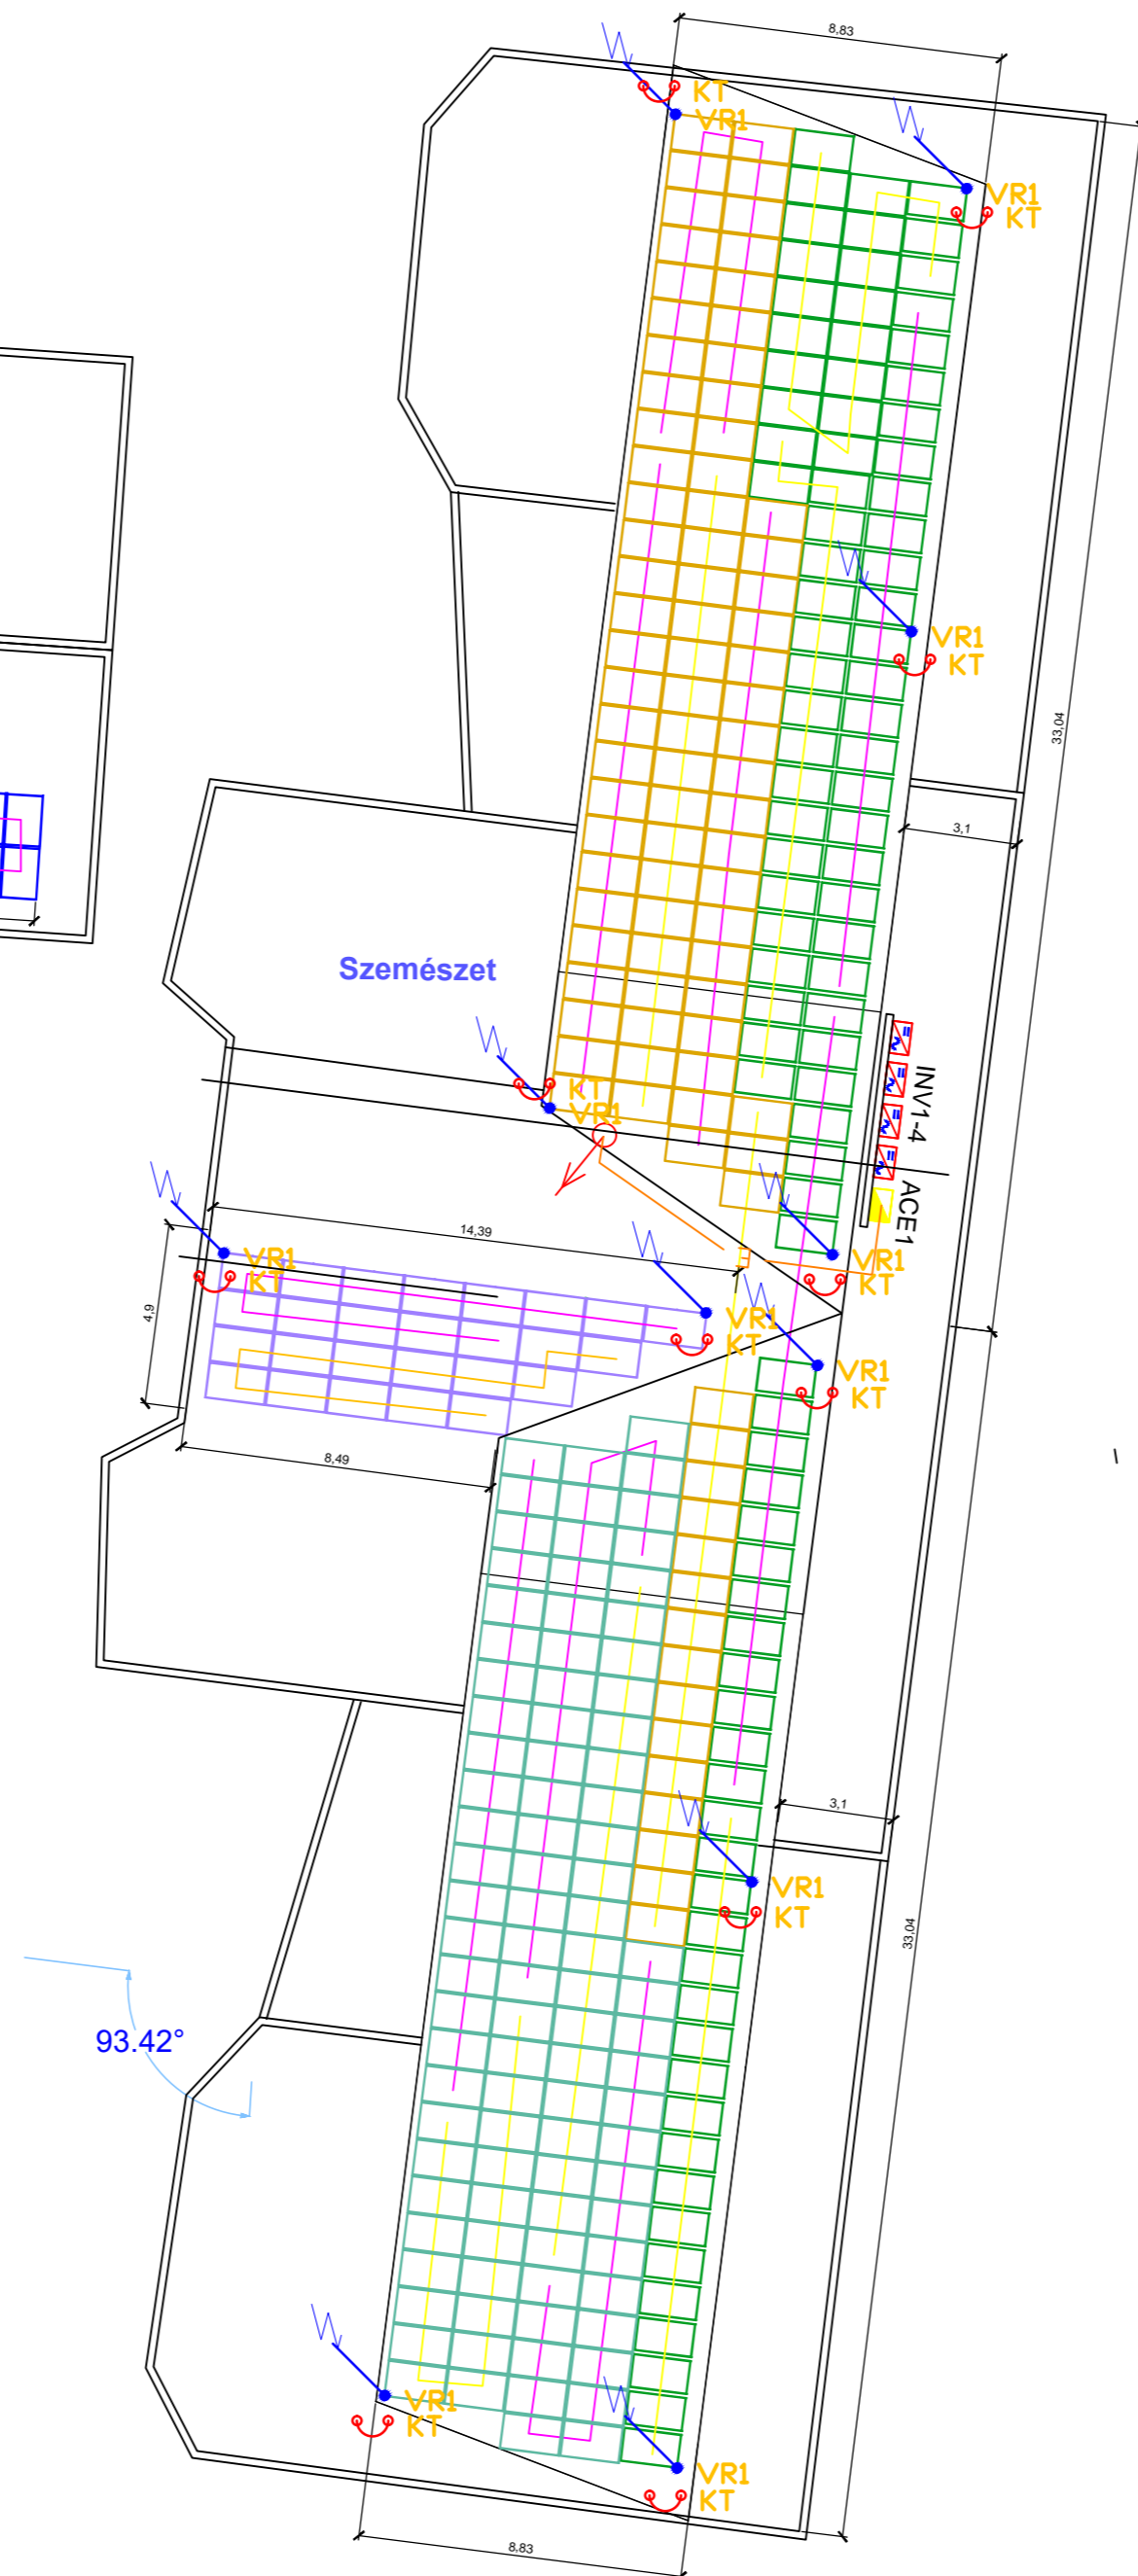 8,83
KT
VR1
VR1
KT
VR1
KT
33,04
3,1
Szemészet
INV1-4
KT
VR1
ACE1
14,39
VR1
KT
VR1
KT
4,9
VR1
KT
VR1
KT
8,49
3,1
VR1
KT
33,04
93.42°
VR1
KT
VR1
KT
8,83